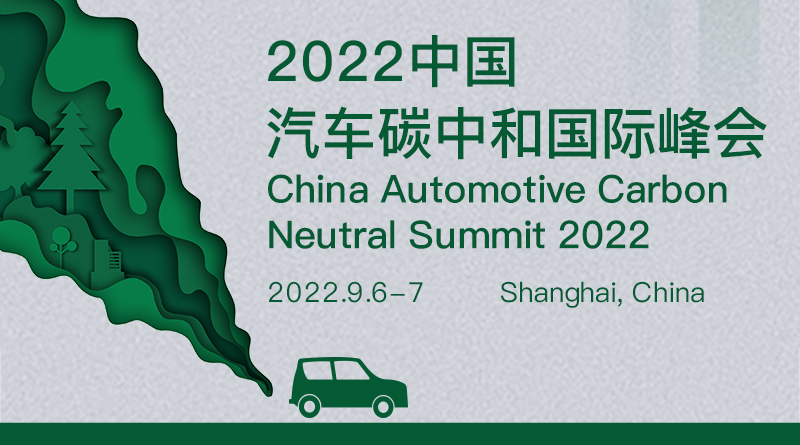 2022中国
汽车碳中和国际峰会
China Automotive Carbon
Neutral Summit 2022
2022.9.6-7 Shanghai, China